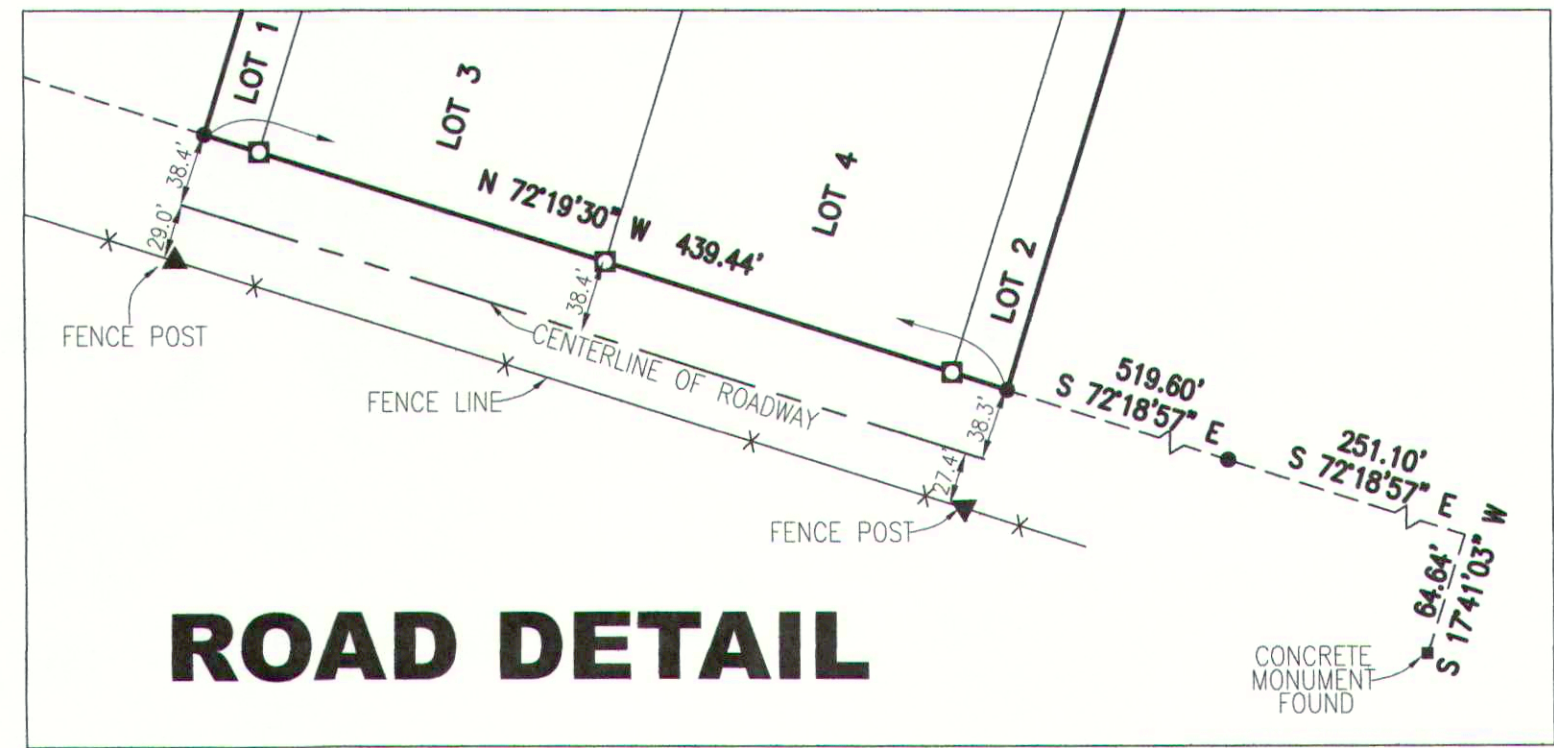 LOT 1
LOT 3
LOT 4
LOT 2
N 72°19'30" W 439.44'
38.4'
29.0'
38.4'
38.3'
27.4'
FENCE POST
CENTERLINE OF ROADWAY
FENCE LINE
FENCE POST
519.60'
S 72°18'57" E
251.10'
S 72°18'57" E
64.64'
S 17°41'03" W
CONCRETE
MONUMENT
FOUND
ROAD DETAIL